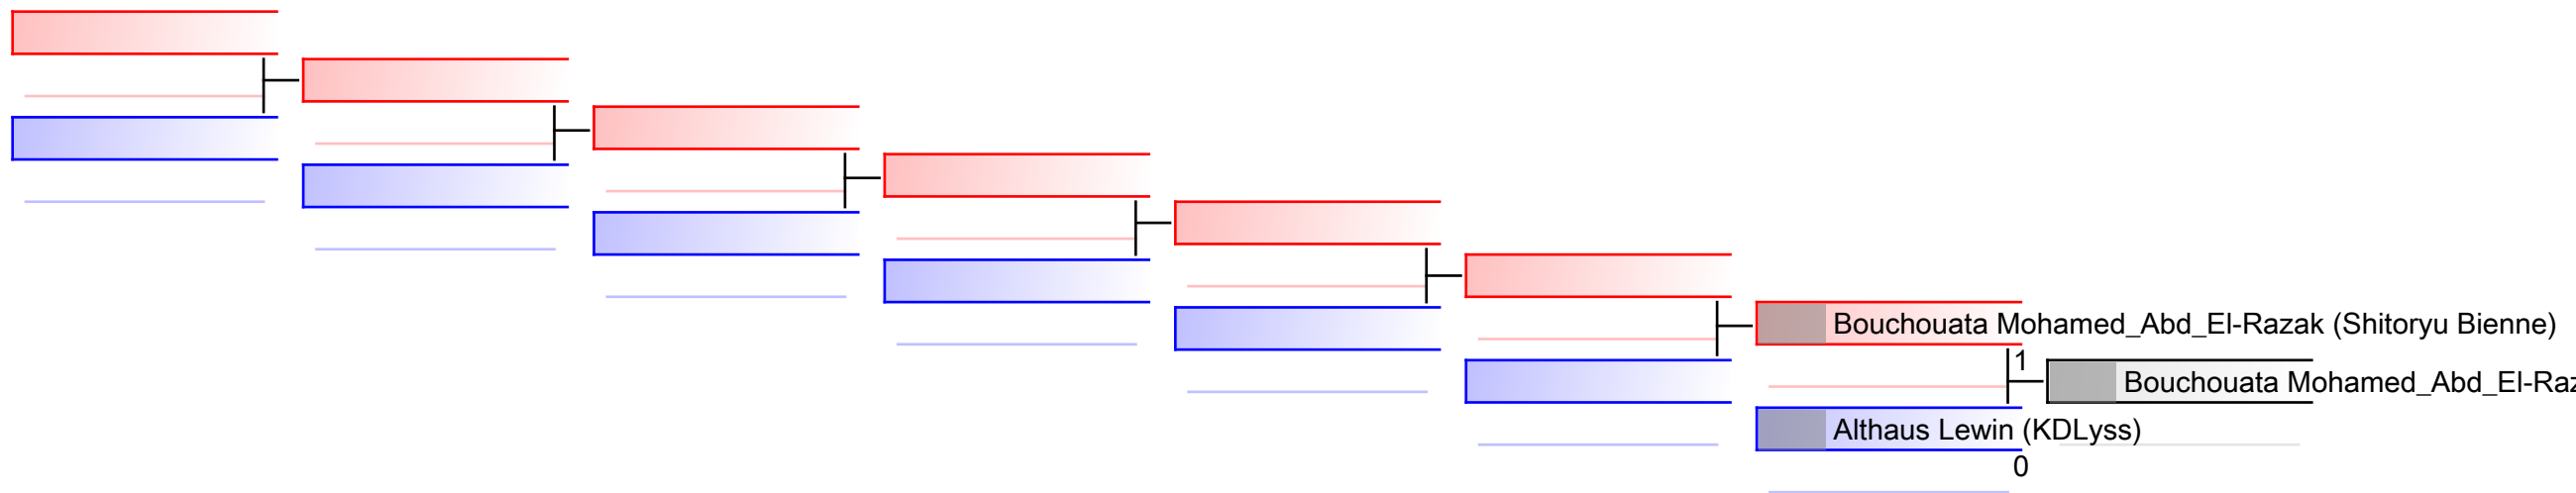 Bouchouata Mohamed_Abd_El-Razak (Shitoryu Bienne)
1
Bouchouata Mohamed_Abd_El-Raz
Althaus Lewin (KDLyss)
0